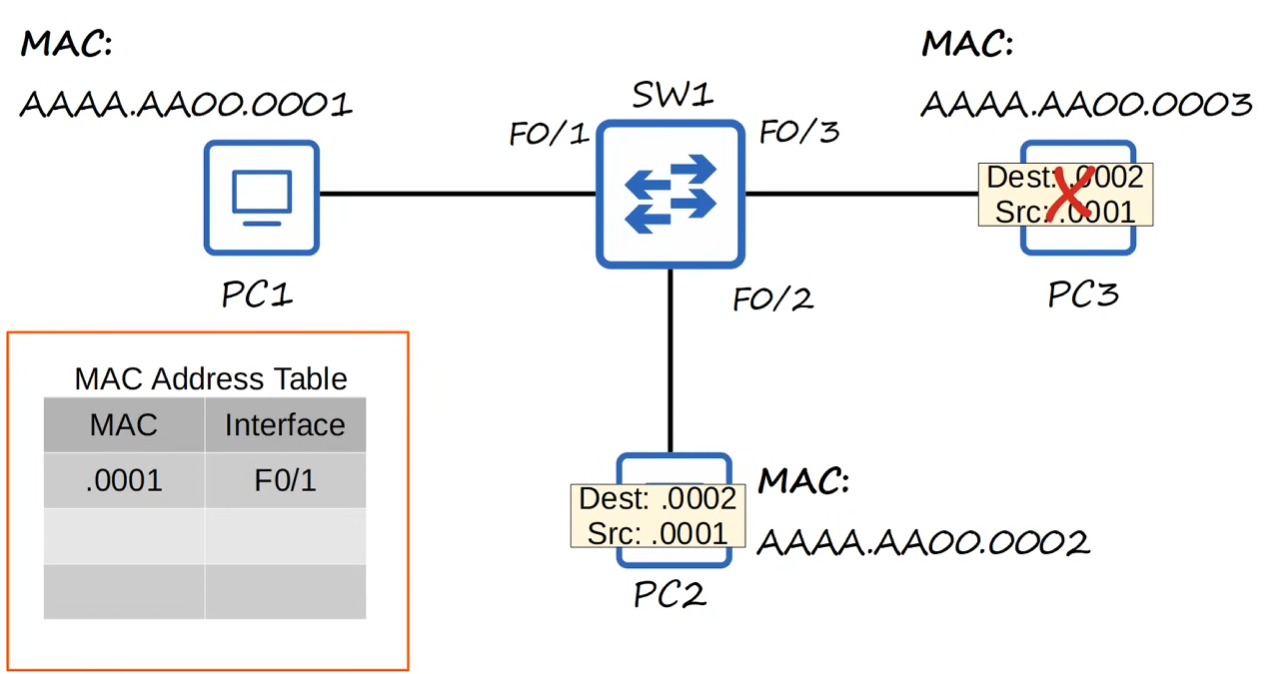 MAC:
AAAA.AA00.0001
PC1
SW1
F0/1
F0/3
F0/2
MAC:
AAAA.AA00.0003
Dest: .0002
Src: .0001
PC3
MAC Address Table
MAC Interface
.0001 F0/1
Dest: .0002
Src: .0001
PC2
MAC:
AAAA.AA00.0002